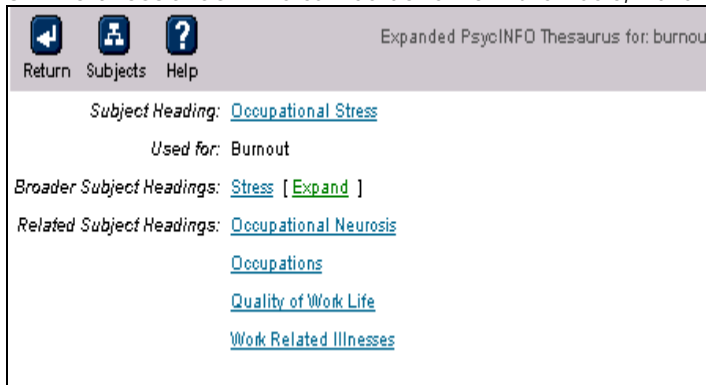 Expanded PsycINFO Thesaurus for: burnou
Return Subjects Help
Subject Heading: Occupational Stress
Used for: Burnout
Broader Subject Headings: Stress [ Expand ]
Related Subject Headings: Occupational Neurosis
Occupations
Quality of Work Life
Work Related Illnesses